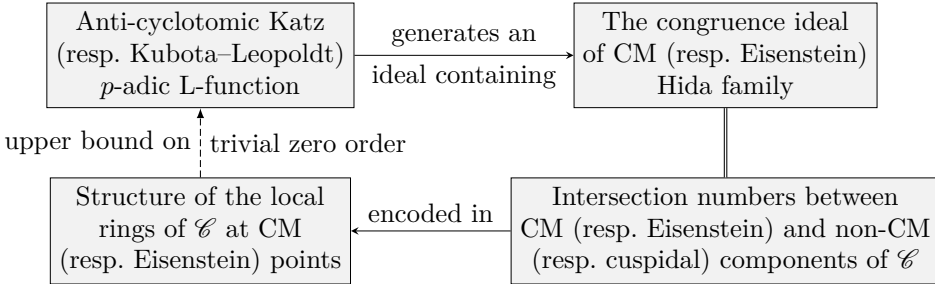 Anti-cyclotomic Katz
(resp. Kubota–Leopoldt)
p-adic L-function
generates an
ideal containing
The congruence ideal
of CM (resp. Eisenstein)
Hida family
upper bound on
trivial zero order
Structure of the local
rings of 𝒞 at CM
(resp. Eisenstein) points
encoded in
Intersection numbers between
CM (resp. Eisenstein) and non-CM
(resp. cuspidal) components of 𝒞